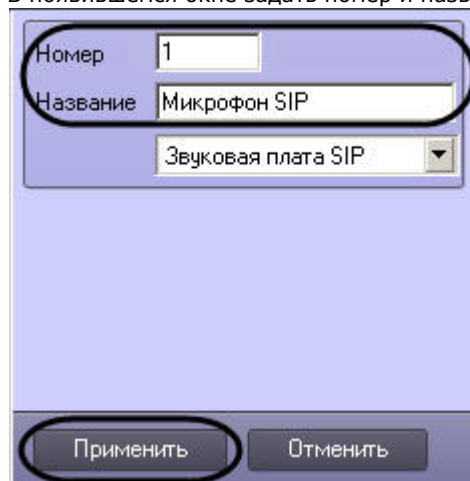 В появившемся окне задать номер и назв
Номер 1
Название Микрофон SIP
Звуковая плата SIP
Применить Отменить